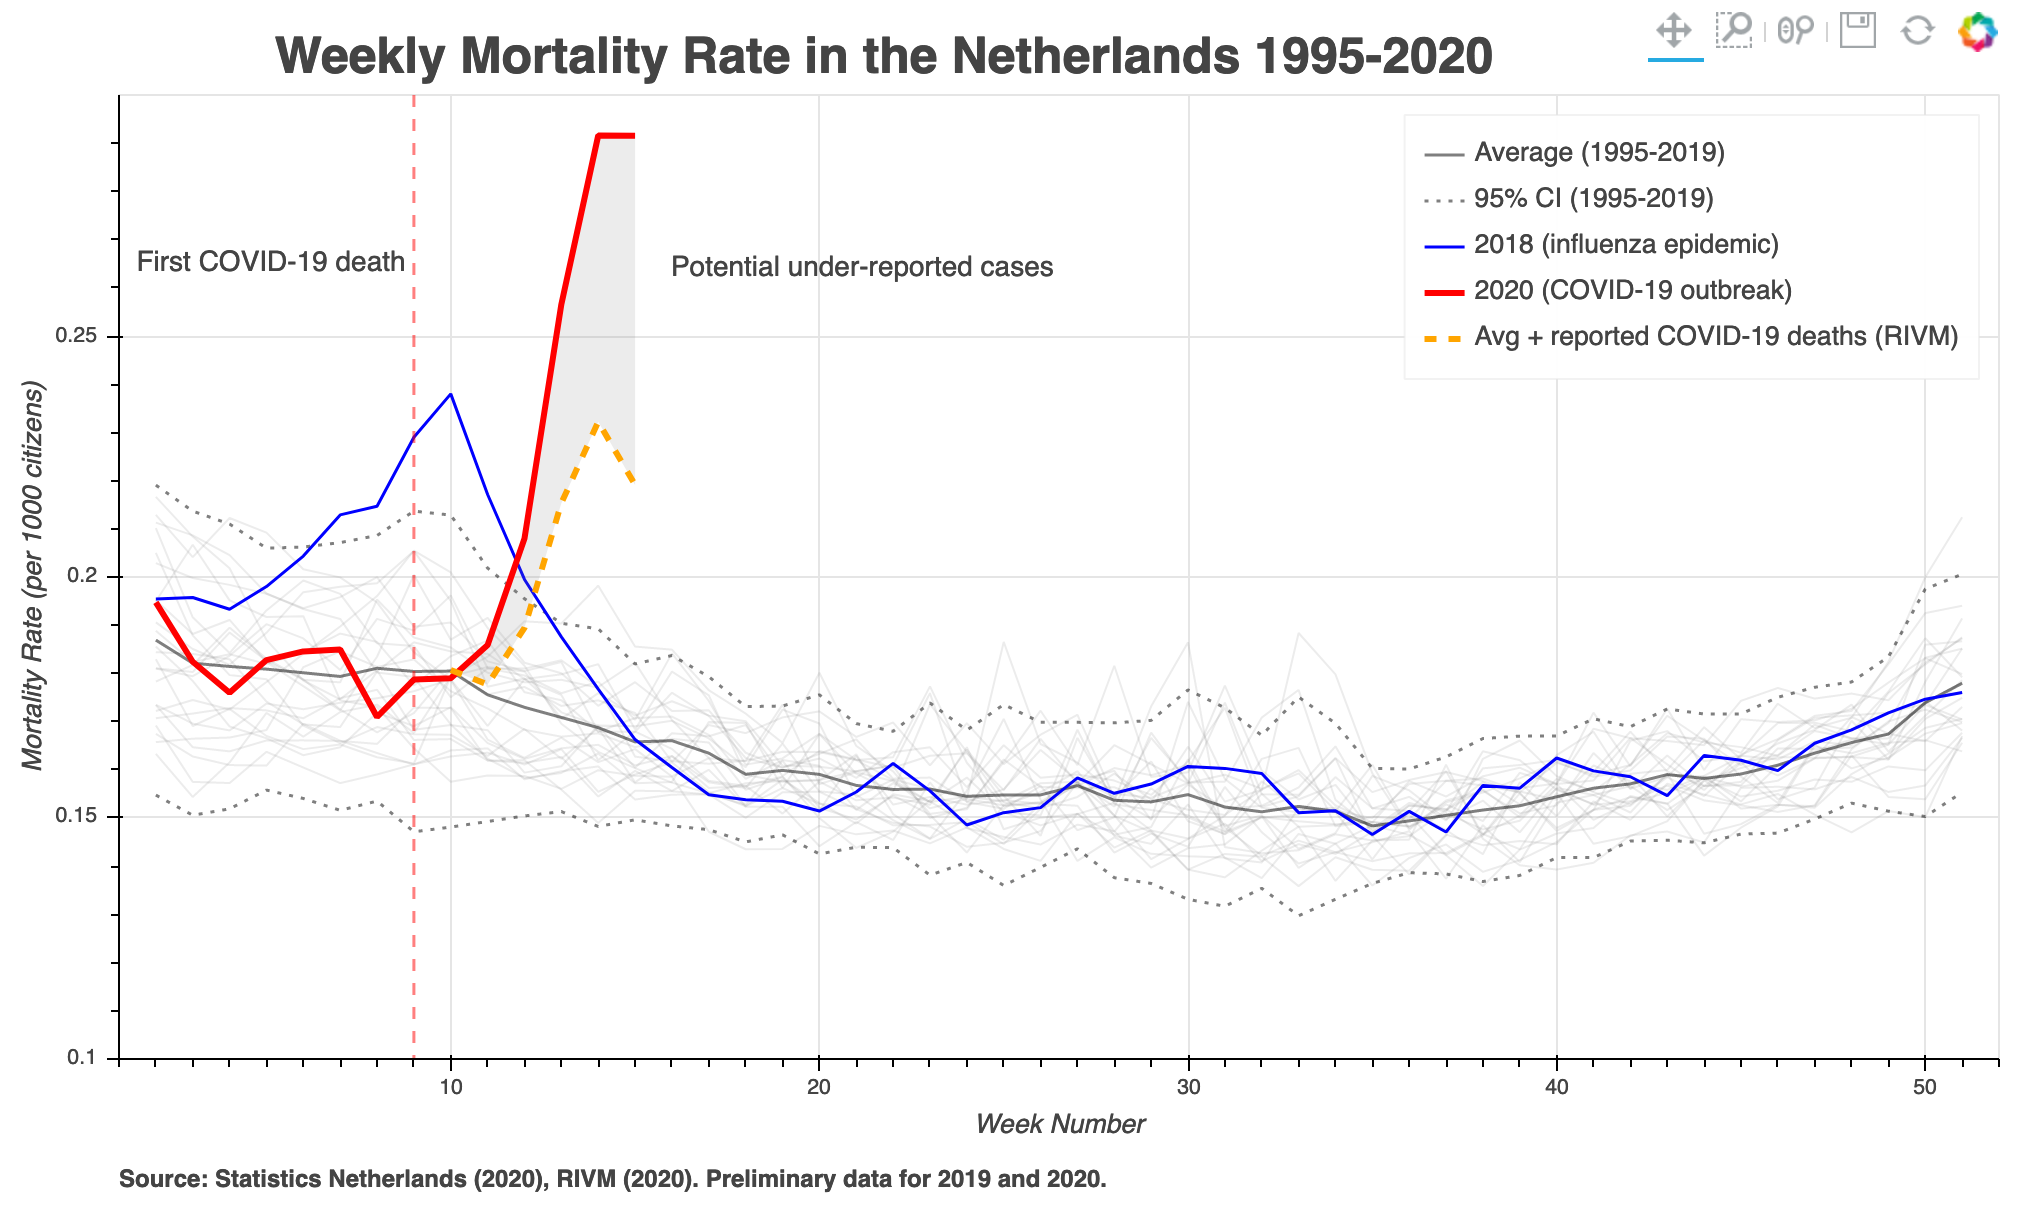 Weekly Mortality Rate in the Netherlands 1995-2020
Average (1995-2019)
95% CI (1995-2019)
2018 (influenza epidemic)
2020 (COVID-19 outbreak)
Avg + reported COVID-19 deaths (RIVM)
First COVID-19 death
Potential under-reported cases
Mortality Rate (per 1000 citizens)
0.25
0.2
0.15
0.1
10 20 30 40 50
Week Number
Source: Statistics Netherlands (2020), RIVM (2020). Preliminary data for 2019 and 2020.